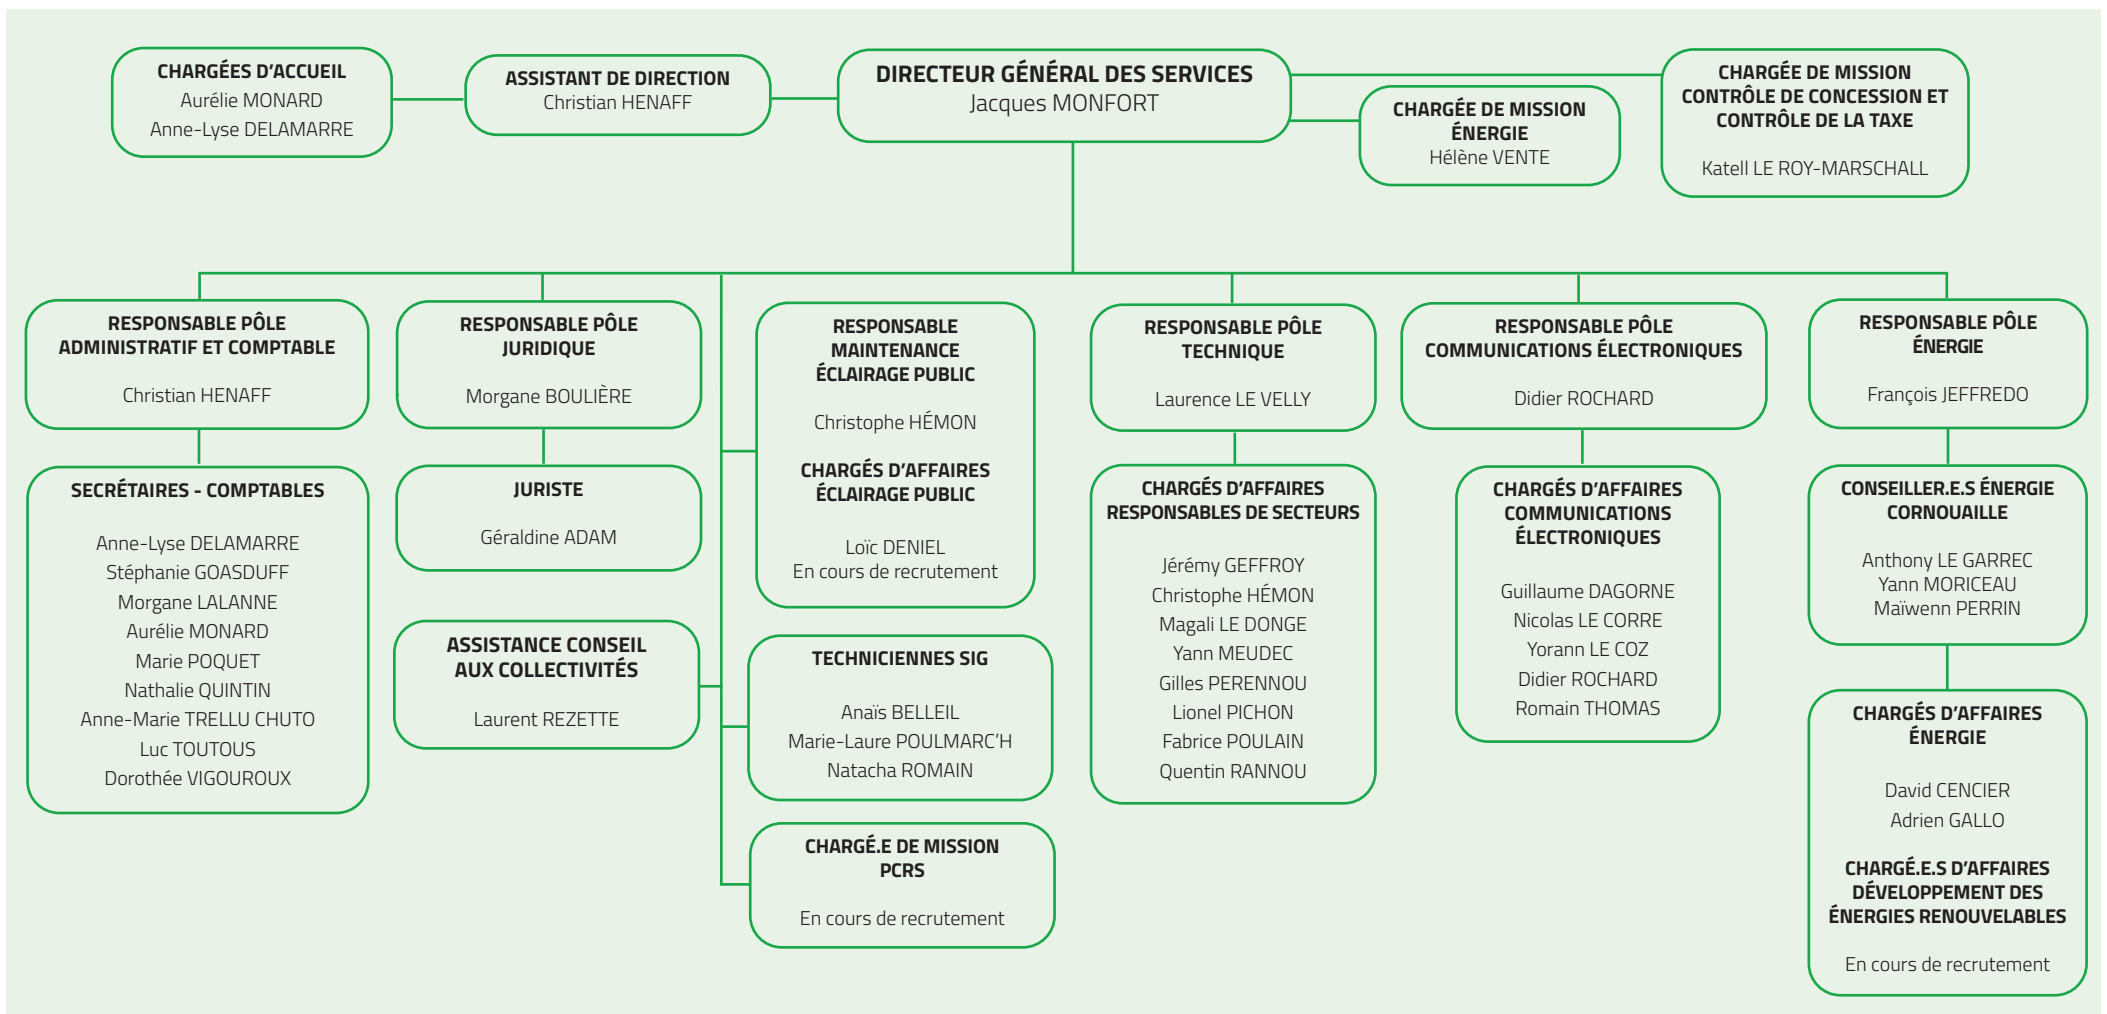 CHARGÉES D'ACCUEIL
Aurélie MONARD
Anne-Lyse DELAMARRE
ASSISTANT DE DIRECTION
Christian HENAFF
DIRECTEUR GÉNÉRAL DES SERVICES
Jacques MONFORT
CHARGÉE DE MISSION
ÉNERGIE
Hélène VENTE
CHARGÉE DE MISSION
CONTRÔLE DE CONCESSION ET
CONTRÔLE DE LA TAXE
Katell LE ROY-MARSCHALL
RESPONSABLE PÔLE
ADMINISTRATIF ET COMPTABLE
Christian HENAFF
SECRÉTAIRES - COMPTABLES
Anne-Lyse DELAMARRE
Stéphanie GOASDUFF
Morgane LALANNE
Aurélie MONARD
Marie POQUET
Nathalie QUINTIN
Anne-Marie TRELLU CHUTO
Luc TOUTOUS
Dorothée VIGOUROUX
RESPONSABLE PÔLE
JURIDIQUE
Morgane BOULIÈRE
JURISTE
Géraldine ADAM
ASSISTANCE CONSEIL
AUX COLLECTIVITÉS
Laurent REZETTE
RESPONSABLE
MAINTENANCE
ÉCLAIRAGE PUBLIC
Christophe HÉMON
CHARGÉS D'AFFAIRES
ÉCLAIRAGE PUBLIC
Loïc DENIEL
En cours de recrutement
TECHNICIENNES SIG
Anaïs BELLEIL
Marie-Laure POULMARC'H
Natacha ROMAIN
CHARGÉ.E DE MISSION
PCRS
En cours de recrutement
RESPONSABLE PÔLE
TECHNIQUE
Laurence LE VELLY
CHARGÉS D'AFFAIRES
RESPONSABLES DE SECTEURS
Jérémy GEFFROY
Christophe HÉMON
Magali LE DONGE
Yann MEUDEC
Gilles PERENNOU
Lionel PICHON
Fabrice POULAIN
Quentin RANNOU
RESPONSABLE PÔLE
COMMUNICATIONS ÉLECTRONIQUES
Didier ROCHARD
CHARGÉS D'AFFAIRES
COMMUNICATIONS
ÉLECTRONIQUES
Guillaume DAGORNE
Nicolas LE CORRE
Yorann LE COZ
Didier ROCHARD
Romain THOMAS
RESPONSABLE PÔLE
ÉNERGIE
François JEFFREDO
CONSEILLER.E.S ÉNERGIE
CORNOUAILLE
Anthony LE GARREC
Yann MORICEAU
Maïwenn PERRIN
CHARGÉS D'AFFAIRES
ÉNERGIE
David CENCIER
Adrien GALLO
CHARGÉ.E.S D'AFFAIRES
DÉVELOPPEMENT DES
ÉNERGIES RENOUVELABLES
En cours de recrutement